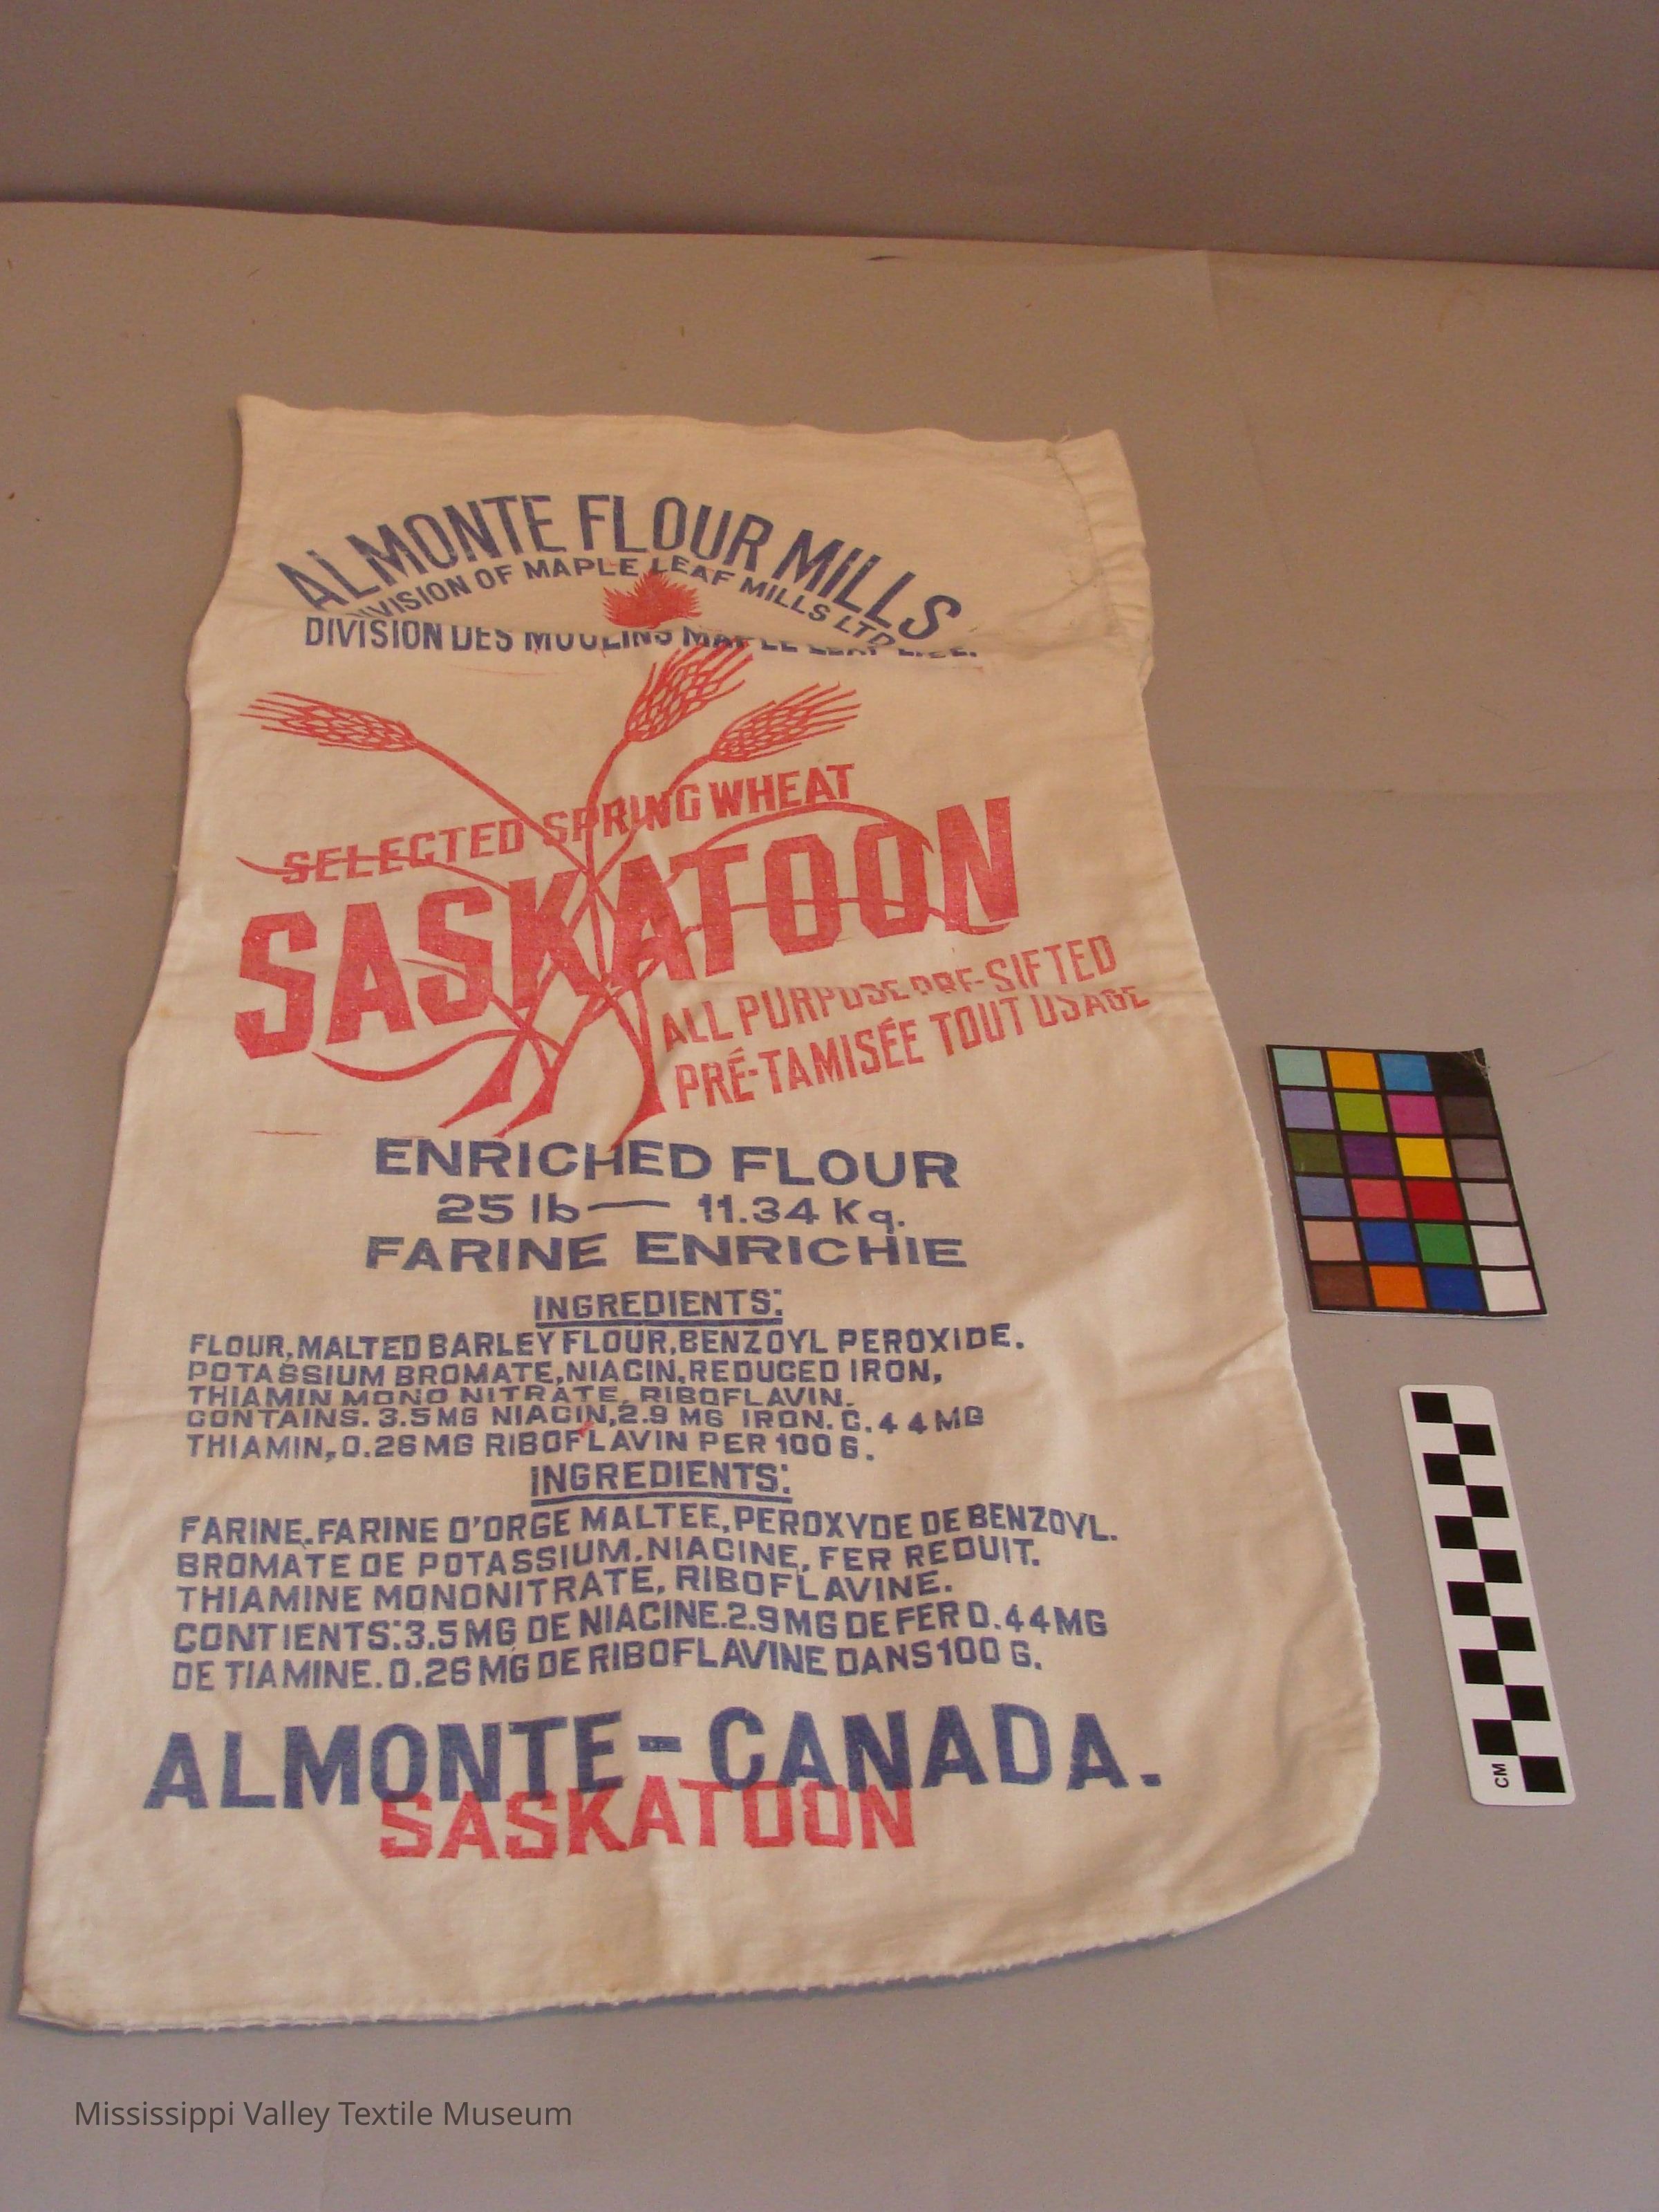 ALMONTE FLOUR MILLS
DIVISION OF MAPLE LEAF MILLS LTD
DIVISION DES MOULINS MAPLE LEAF
SELECTED SPRING WHEAT
SASKATOON
ALL PURPOSE PRE-SIFTED
PRÉ-TAMISÉE TOUT USAGE
ENRICHED FLOUR
25 lb — 11.34 Kg.
FARINE ENRICHIE
INGREDIENTS:
FLOUR, MALTED BARLEY FLOUR, BENZOYL PEROXIDE.
POTASSIUM BROMATE, NIACIN, REDUCED IRON,
THIAMIN MONO NITRATE, RIBOFLAVIN.
CONTAINS. 3.5 MG NIACIN, 2.9 MG IRON. C.44 MG
THIAMIN, 0.26 MG RIBOFLAVIN PER 100 G.
INGREDIENTS:
FARINE. FARINE D'ORGE MALTEE, PEROXYDE DE BENZOYL.
BROMATE DE POTASSIUM. NIACINE, FER REDUIT.
THIAMINE MONONITRATE, RIBOFLAVINE.
CONTIENTS: 3.5 MG DE NIACINE. 2.9 MG DE FER 0.44 MG
DE TIAMINE. 0.26 MG DE RIBOFLAVINE DANS 100 G.
ALMONTE-CANADA.
SASKATOON
CM
Mississippi Valley Textile Museum